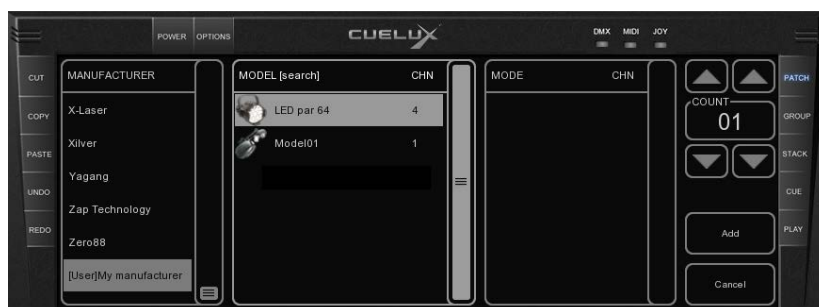 POWER OPTIONS CUELUX DMX MIDI JOY
CUT
COPY
PASTE
UNDO
REDO
MANUFACTURER
X-Laser
Xilver
Yagang
Zap Technology
Zero88
[User]My manufacturer
MODEL [search] CHN
LED par 64 4
Model01 1
MODE CHN
COUNT
01
Add
Cancel
PATCH
GROUP
STACK
CUE
PLAY